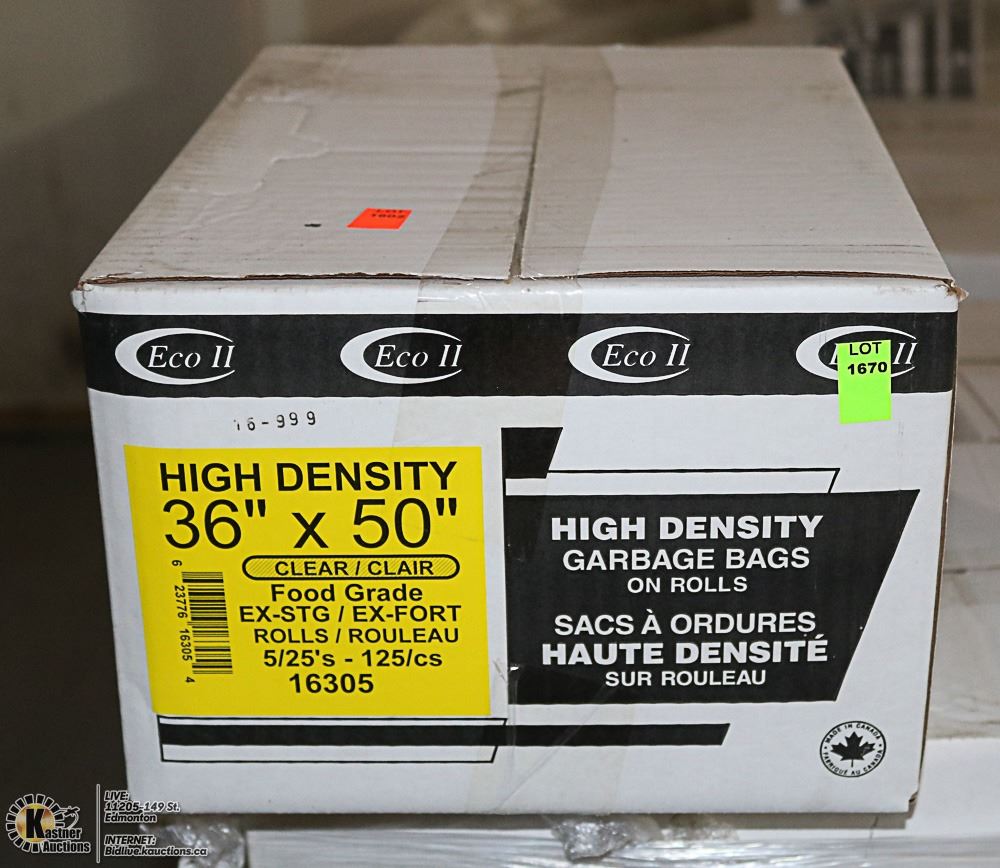 LOT
1602
Eco II
Eco II
Eco II
II
LOT
1670
16-999
HIGH DENSITY
36" x 50"
CLEAR / CLAIR
Food Grade
EX-STG / EX-FORT
ROLLS / ROULEAU
5/25's - 125/cs
16305
6 23776 16305 4
HIGH DENSITY
GARBAGE BAGS
ON ROLLS
SACS À ORDURES
HAUTE DENSITÉ
SUR ROULEAU
MADE IN CANADA
FABRIQUÉ AU CANADA
Kastner
Auctions
LIVE:
11205-149 St.
Edmonton
INTERNET:
Bidlive.kauctions.ca